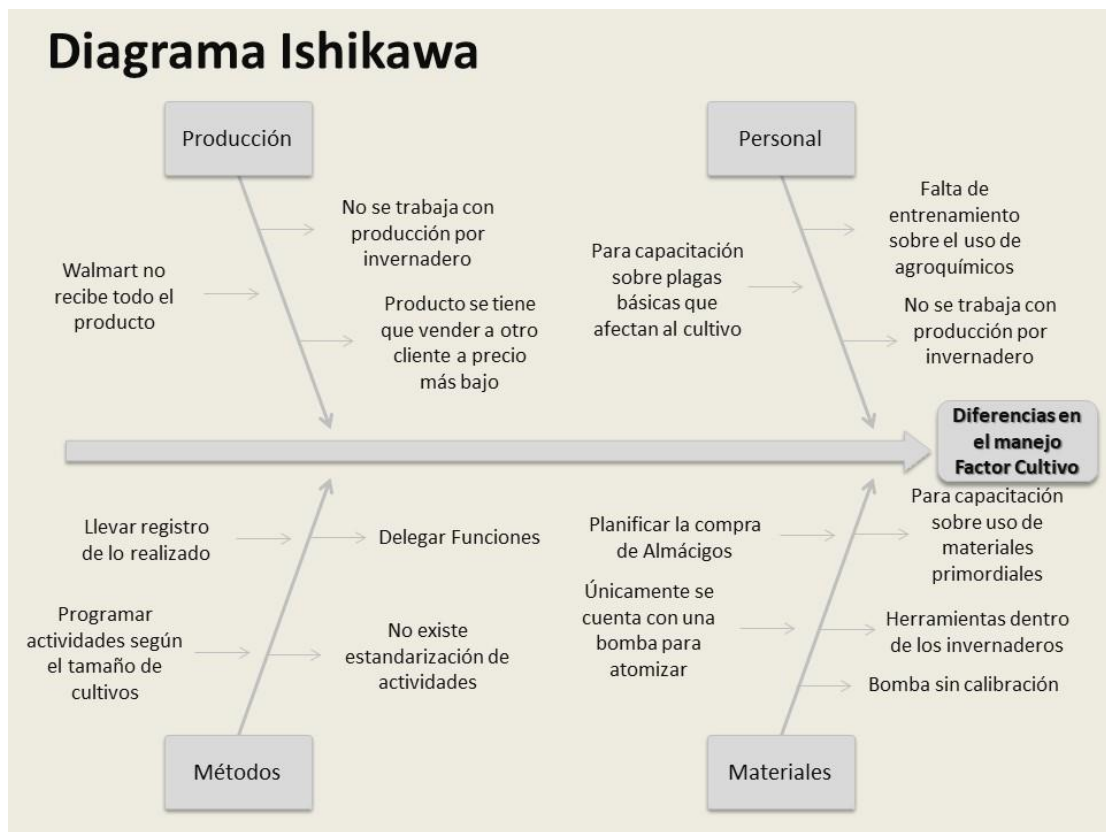 Diagrama Ishikawa
Producción
No se trabaja con
producción por
invernadero
Walmart no
recibe todo el
producto
Producto se tiene
que vender a otro
cliente a precio
más bajo
Personal
Falta de
entrenamiento
sobre el uso de
agroquímicos
Para capacitación
sobre plagas
básicas que
afectan al cultivo
No se trabaja con
producción por
invernadero
Diferencias en
el manejo
Factor Cultivo
Llevar registro
de lo realizado
Delegar Funciones
Programar
actividades según
el tamaño de
cultivos
No existe
estandarización de
actividades
Métodos
Planificar la compra
de Almácigos
Para capacitación
sobre uso de
materiales
primordiales
Únicamente se
cuenta con una
bomba para
atomizar
Herramientas dentro
de los invernaderos
Bomba sin calibración
Materiales